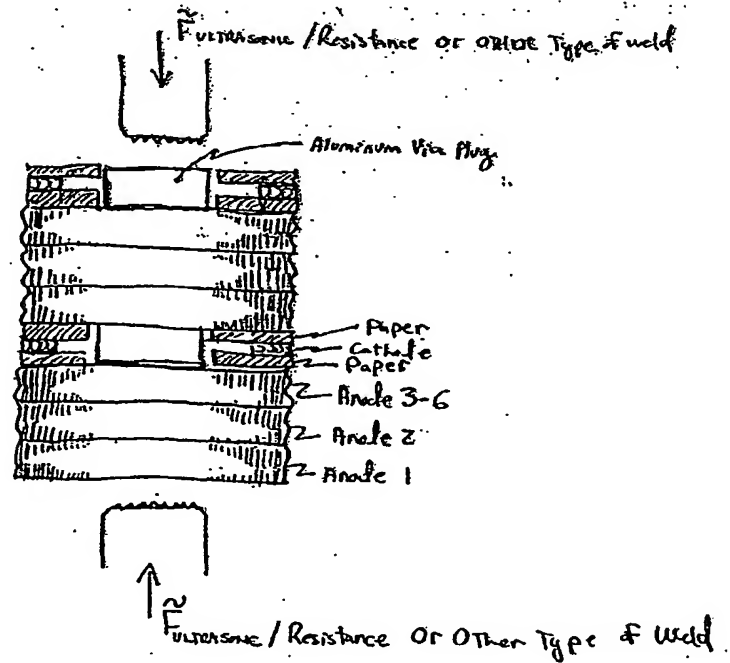 F̃ ULTRASONIC / Resistance or OTHER Type of weld
Aluminum Via Plug
Paper
Cathode
Paper
Anode 3-6
Anode 2
Anode 1
F̃ ULTRASONIC / Resistance Or OTher Type of Weld